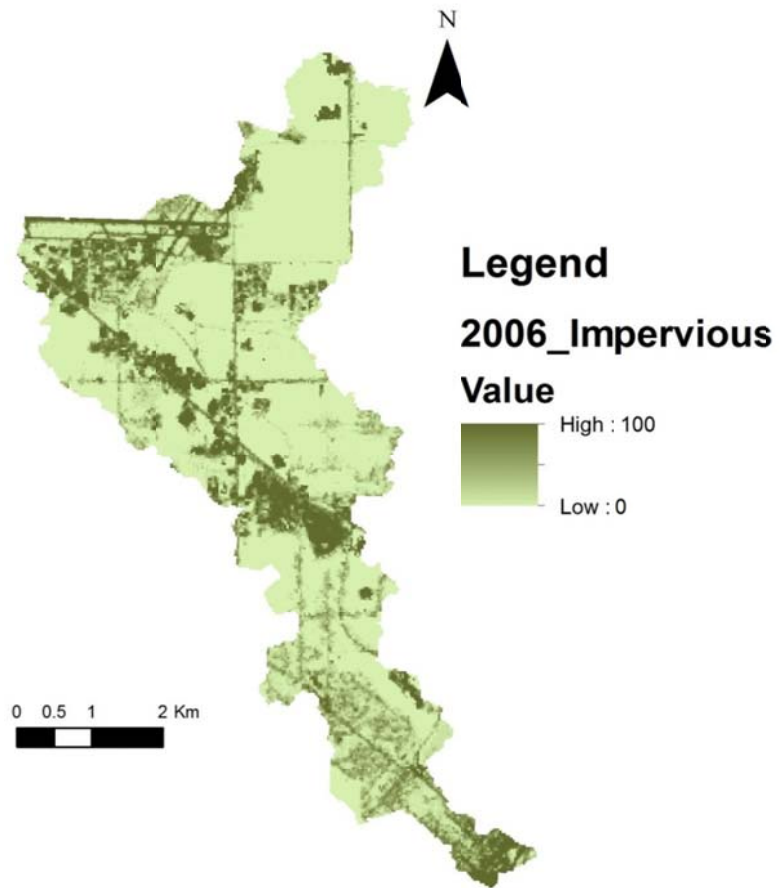 N
Legend
2006_Impervious
Value
High : 100
Low : 0
0 0.5 1 2 Km